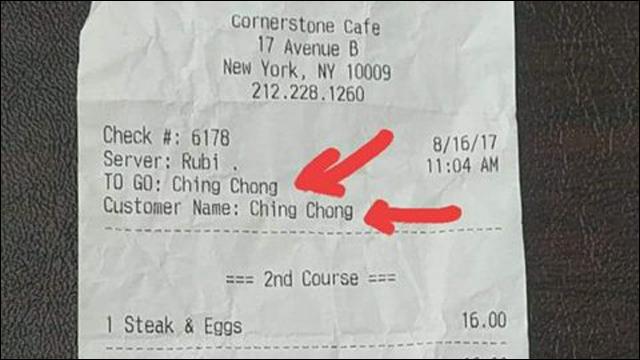 Cornerstone Cafe
17 Avenue B
New York, NY 10009
212.228.1260
Check #: 6178 8/16/17
Server: Rubi . 11:04 AM
TO GO: Ching Chong
Customer Name: Ching Chong
=== 2nd Course ===
1 Steak & Eggs 16.00